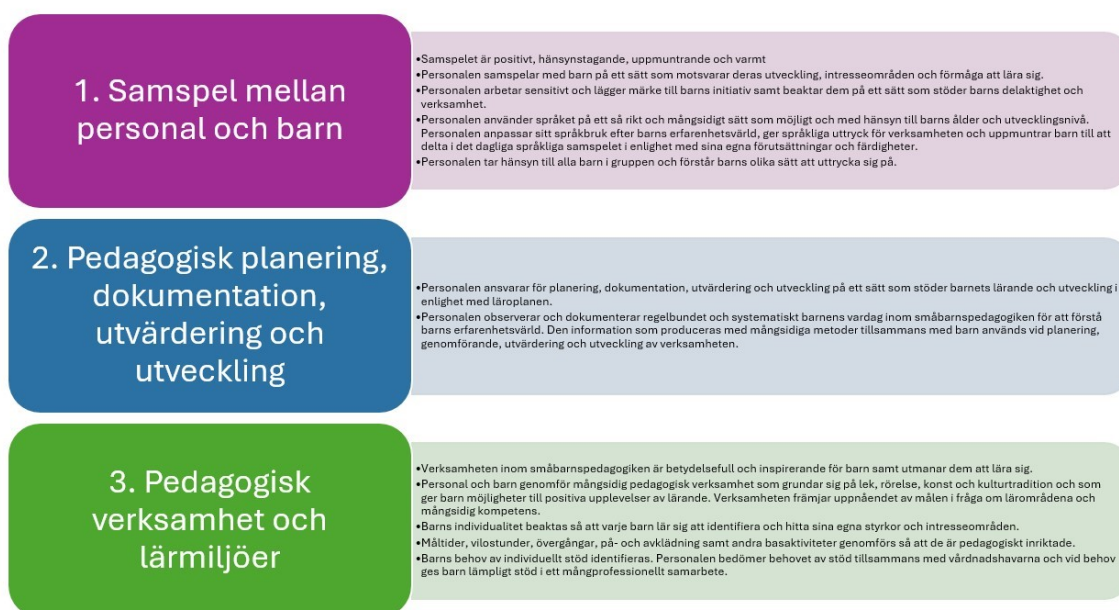 1. Samspel mellan
personal och barn
•Samspelet är positivt, hänsynstagande, uppmuntrande och varmt
•Personalen samspelar med barn på ett sätt som motsvarar deras utveckling, intresseområden och förmåga att lära sig.
•Personalen arbetar sensitivt och lägger märke till barns initiativ samt beaktar dem på ett sätt som stöder barns delaktighet och
verksamhet.
•Personalen använder språket på ett så rikt och mångsidigt sätt som möjligt och med hänsyn till barns ålder och utvecklingsnivå.
Personalen anpassar sitt språkbruk efter barns erfarenhetsvärld, ger språkliga uttryck för verksamheten och uppmuntrar barn till att
delta i det dagliga språkliga samspelet i enlighet med sina egna förutsättningar och färdigheter.
•Personalen tar hänsyn till alla barn i gruppen och förstår barns olika sätt att uttrycka sig på.
2. Pedagogisk planering,
dokumentation,
utvärdering och
utveckling
•Personalen ansvarar för planering, dokumentation, utvärdering och utveckling på ett sätt som stöder barnets lärande och utveckling i
enlighet med läroplanen.
•Personalen observerar och dokumenterar regelbundet och systematiskt barnens vardag inom småbarnspedagogiken för att förstå
barns erfarenhetsvärld. Den information som produceras med mångsidiga metoder tillsammans med barn används vid planering,
genomförande, utvärdering och utveckling av verksamheten.
3. Pedagogisk
verksamhet och
lärmiljöer
•Verksamheten inom småbarnspedagogiken är betydelsefull och inspirerande för barn samt utmanar dem att lära sig.
•Personal och barn genomför mångsidig pedagogisk verksamhet som grundar sig på lek, rörelse, konst och kulturtradition och som
ger barn möjligheter till positiva upplevelser av lärande. Verksamheten främjar uppnåendet av målen i fråga om lärområdena och
mångsidig kompetens.
•Barns individualitet beaktas så att varje barn lär sig att identifiera och hitta sina egna styrkor och intresseområden.
•Måltider, vilostunder, övergångar, på- och avklädning samt andra basaktiviteter genomförs så att de är pedagogiskt inriktade.
•Barns behov av individuellt stöd identifieras. Personalen bedömer behovet av stöd tillsammans med vårdnadshavarna och vid behov
ges barn lämpligt stöd i ett mångprofessionellt samarbete.